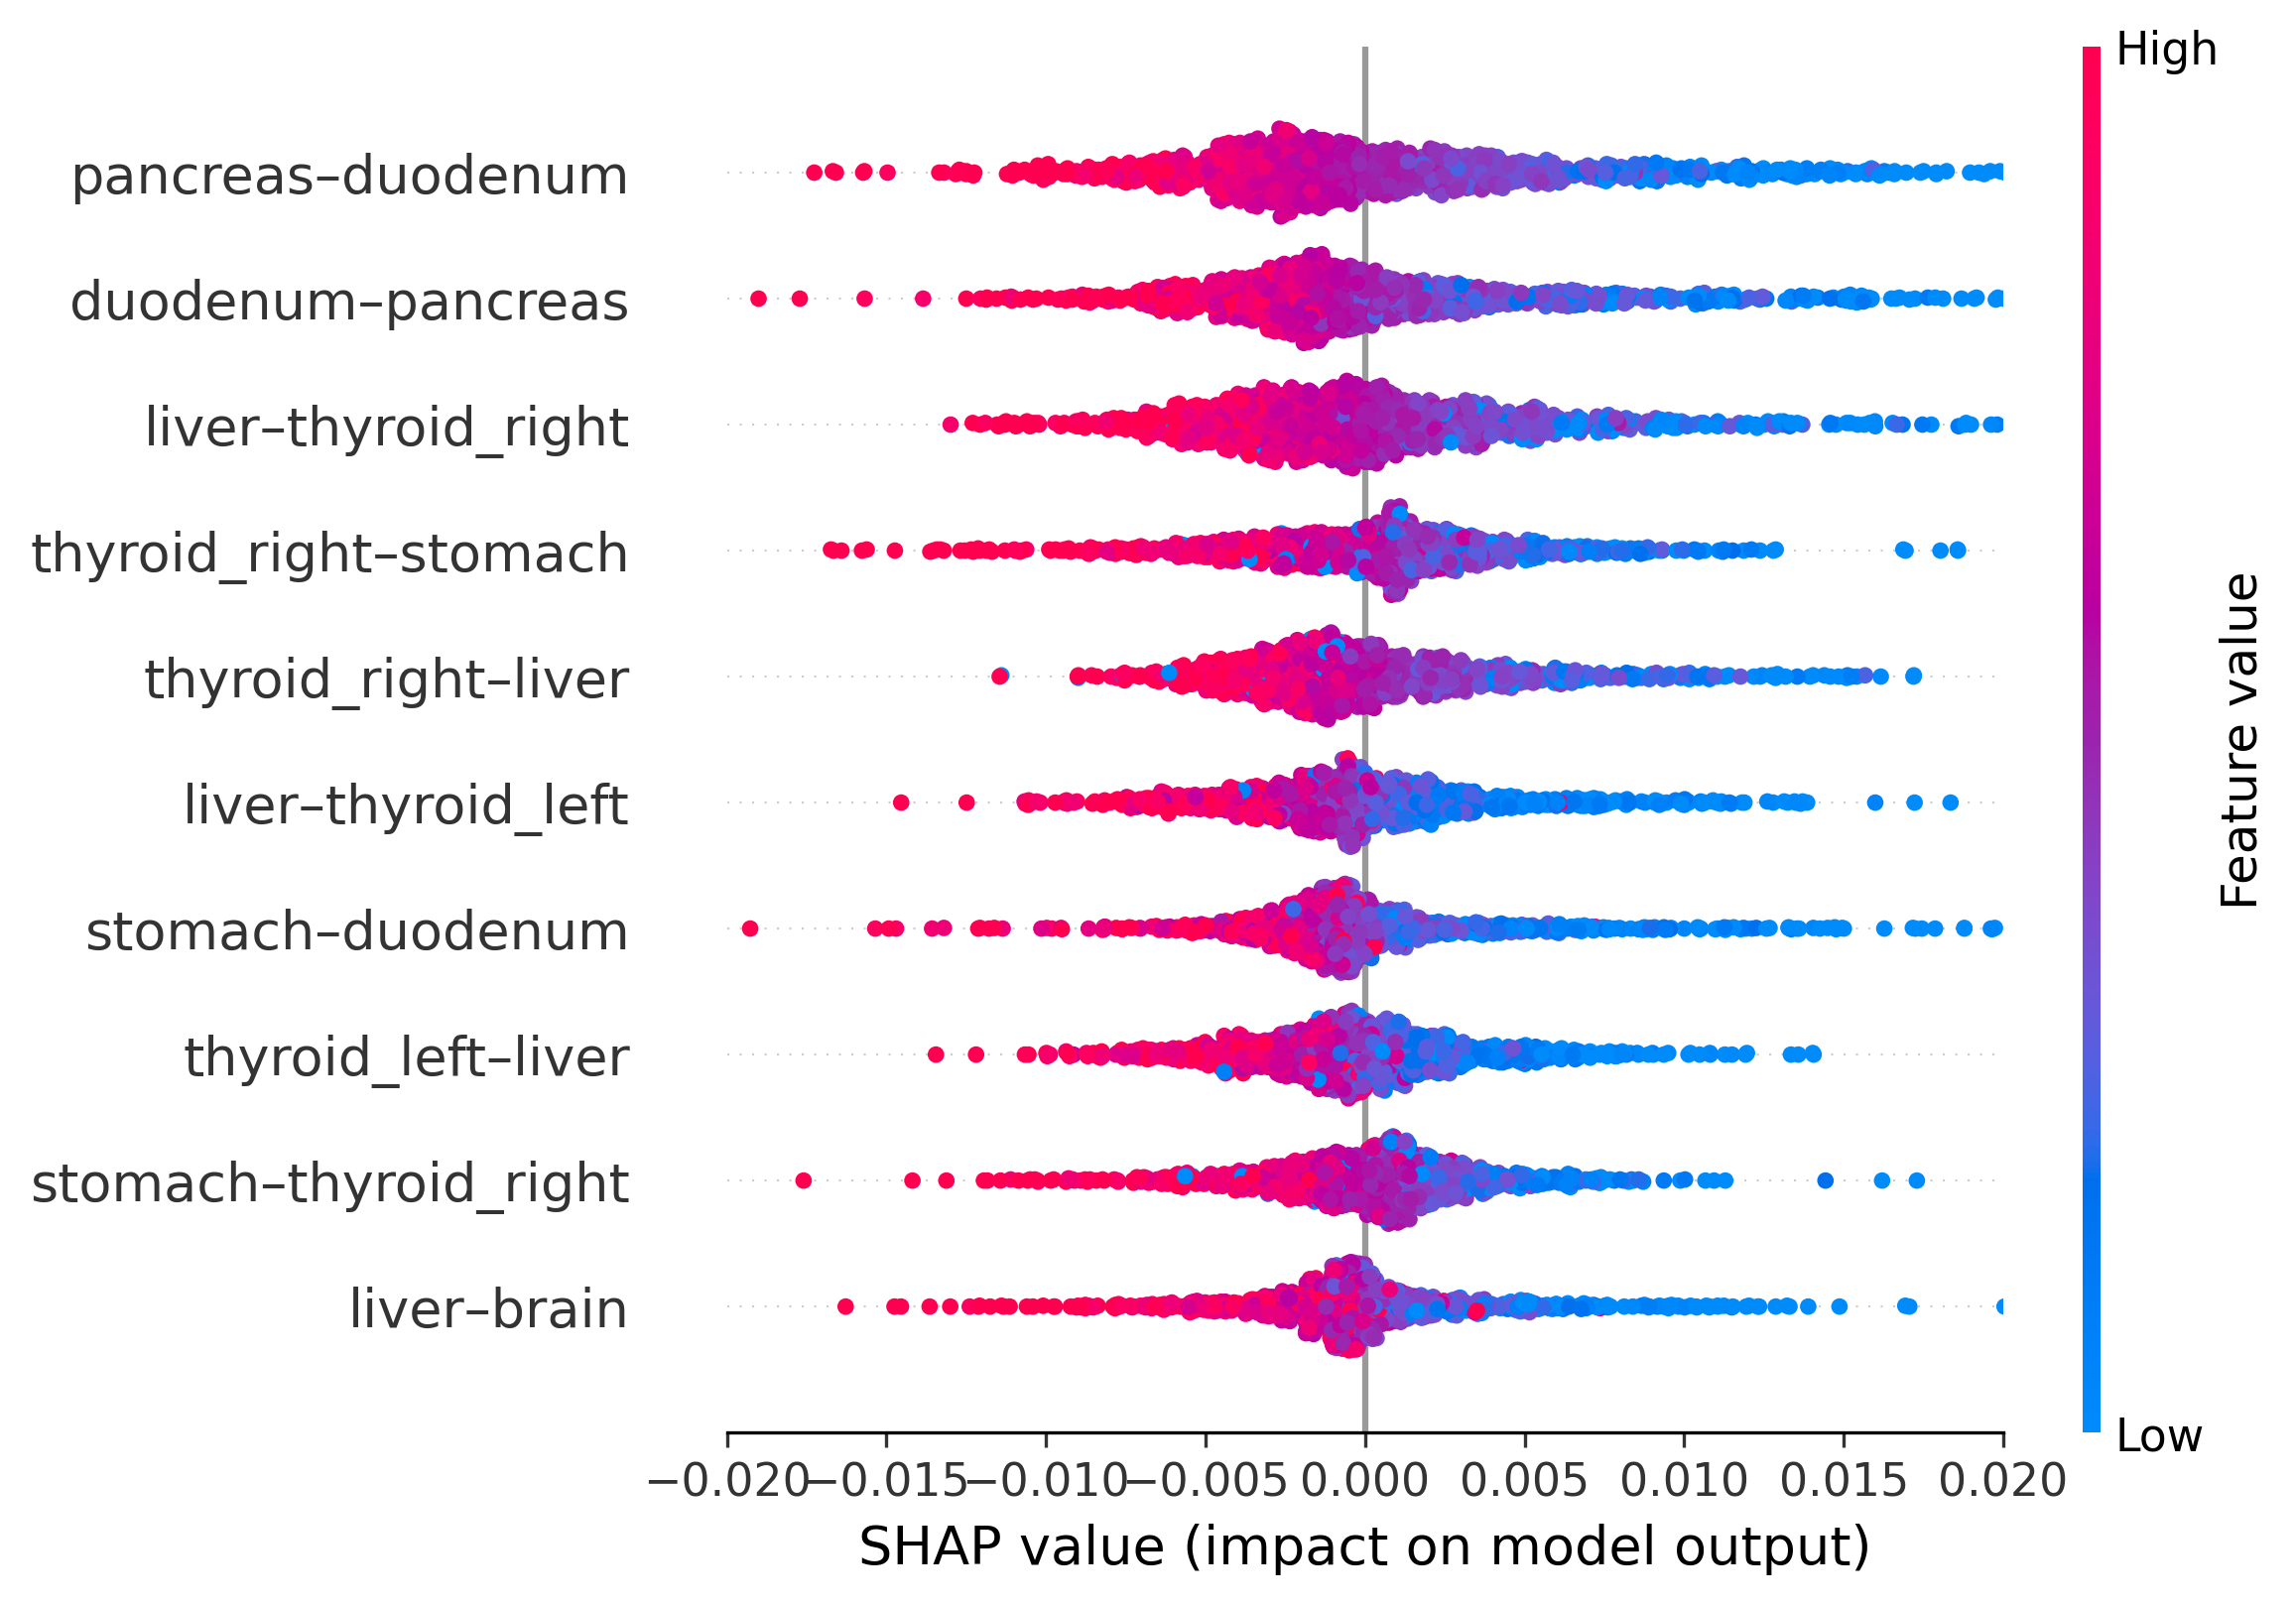 High
pancreas–duodenum
duodenum–pancreas
liver–thyroid_right
thyroid_right–stomach
thyroid_right–liver
liver–thyroid_left
stomach–duodenum
thyroid_left–liver
stomach–thyroid_right
liver–brain
Feature value
Low
−0.020 −0.015 −0.010 −0.005 0.000 0.005 0.010 0.015 0.020
SHAP value (impact on model output)